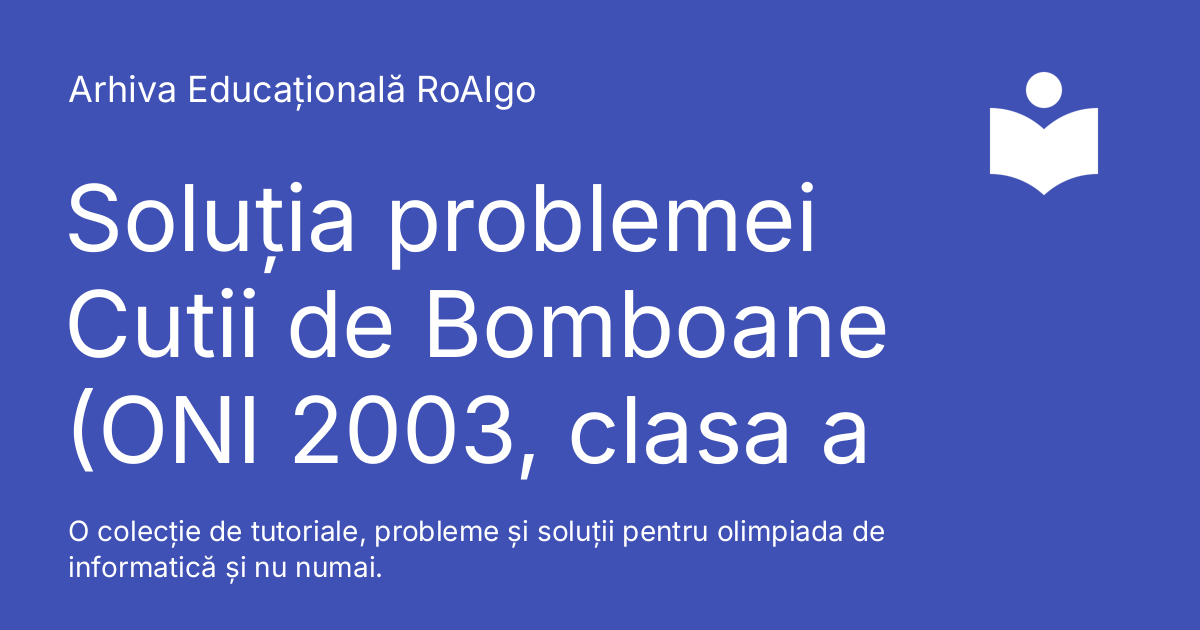 Arhiva Educațională RoAlgo
Soluția problemei
Cutii de Bomboane
(ONI 2003, clasa a
O colecție de tutoriale, probleme și soluții pentru olimpiada de
informatică și nu numai.